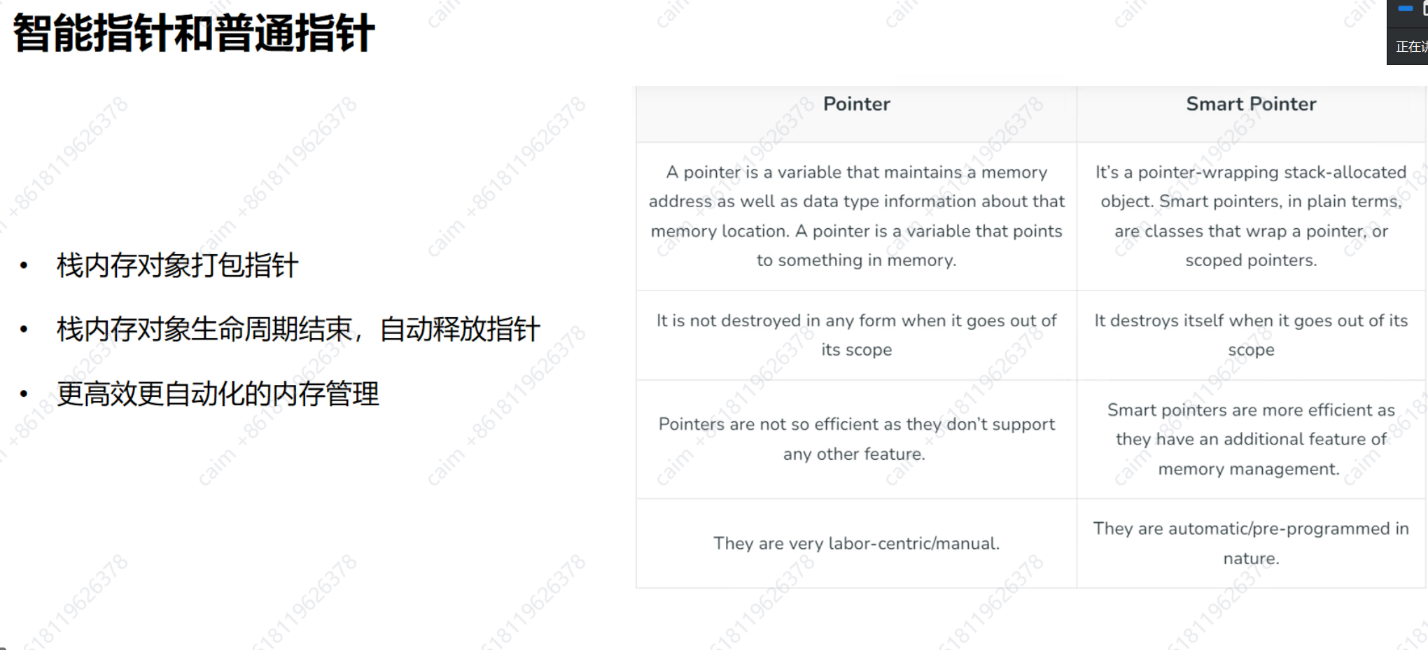 智能指针和普通指针
正在
• 栈内存对象打包指针
• 栈内存对象生命周期结束，自动释放指针
• 更高效更自动化的内存管理
Pointer
Smart Pointer
A pointer is a variable that maintains a memory
address as well as data type information about that
memory location. A pointer is a variable that points
to something in memory.
It's a pointer-wrapping stack-allocated
object. Smart pointers, in plain terms,
are classes that wrap a pointer, or
scoped pointers.
It is not destroyed in any form when it goes out of
its scope
It destroys itself when it goes out of its
scope
Pointers are not so efficient as they don't support
any other feature.
Smart pointers are more efficient as
they have an additional feature of
memory management.
They are very labor-centric/manual.
They are automatic/pre-programmed in
nature.
caim +8618119626378